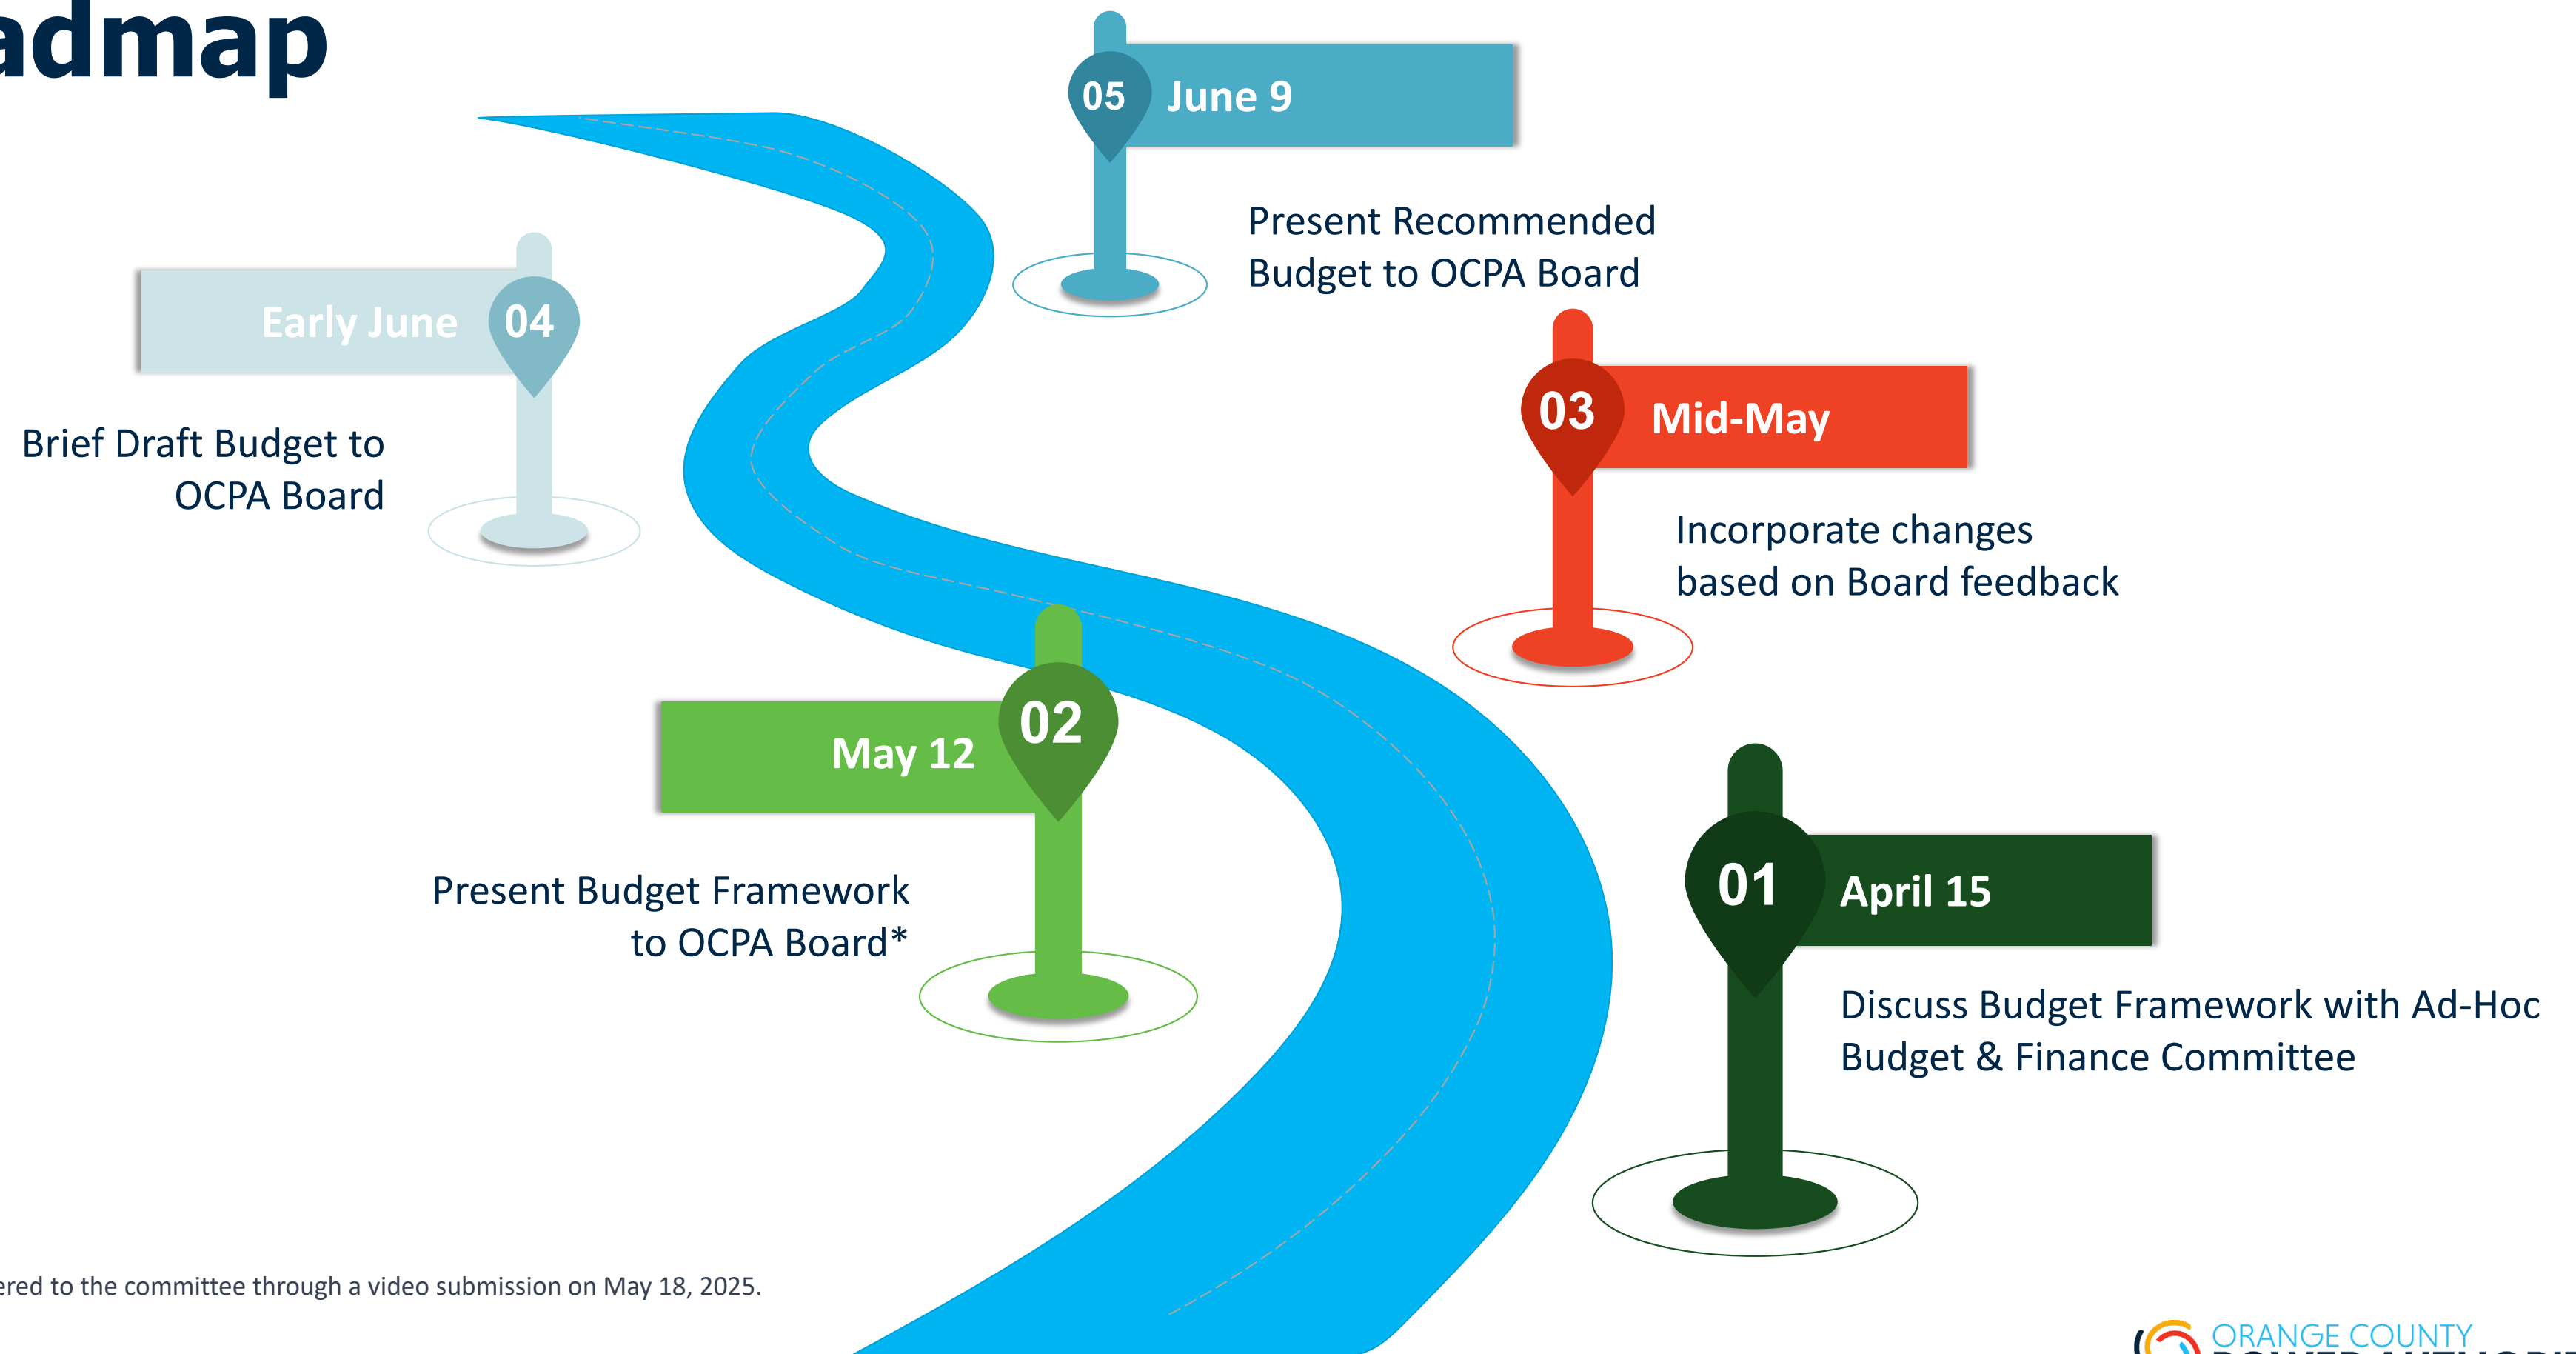 admap
05 June 9
Present Recommended
Budget to OCPA Board
Early June 04
Brief Draft Budget to
OCPA Board
03 Mid-May
Incorporate changes
based on Board feedback
May 12 02
Present Budget Framework
to OCPA Board*
01 April 15
Discuss Budget Framework with Ad-Hoc
Budget & Finance Committee
ered to the committee through a video submission on May 18, 2025.
ORANGE COUNTY